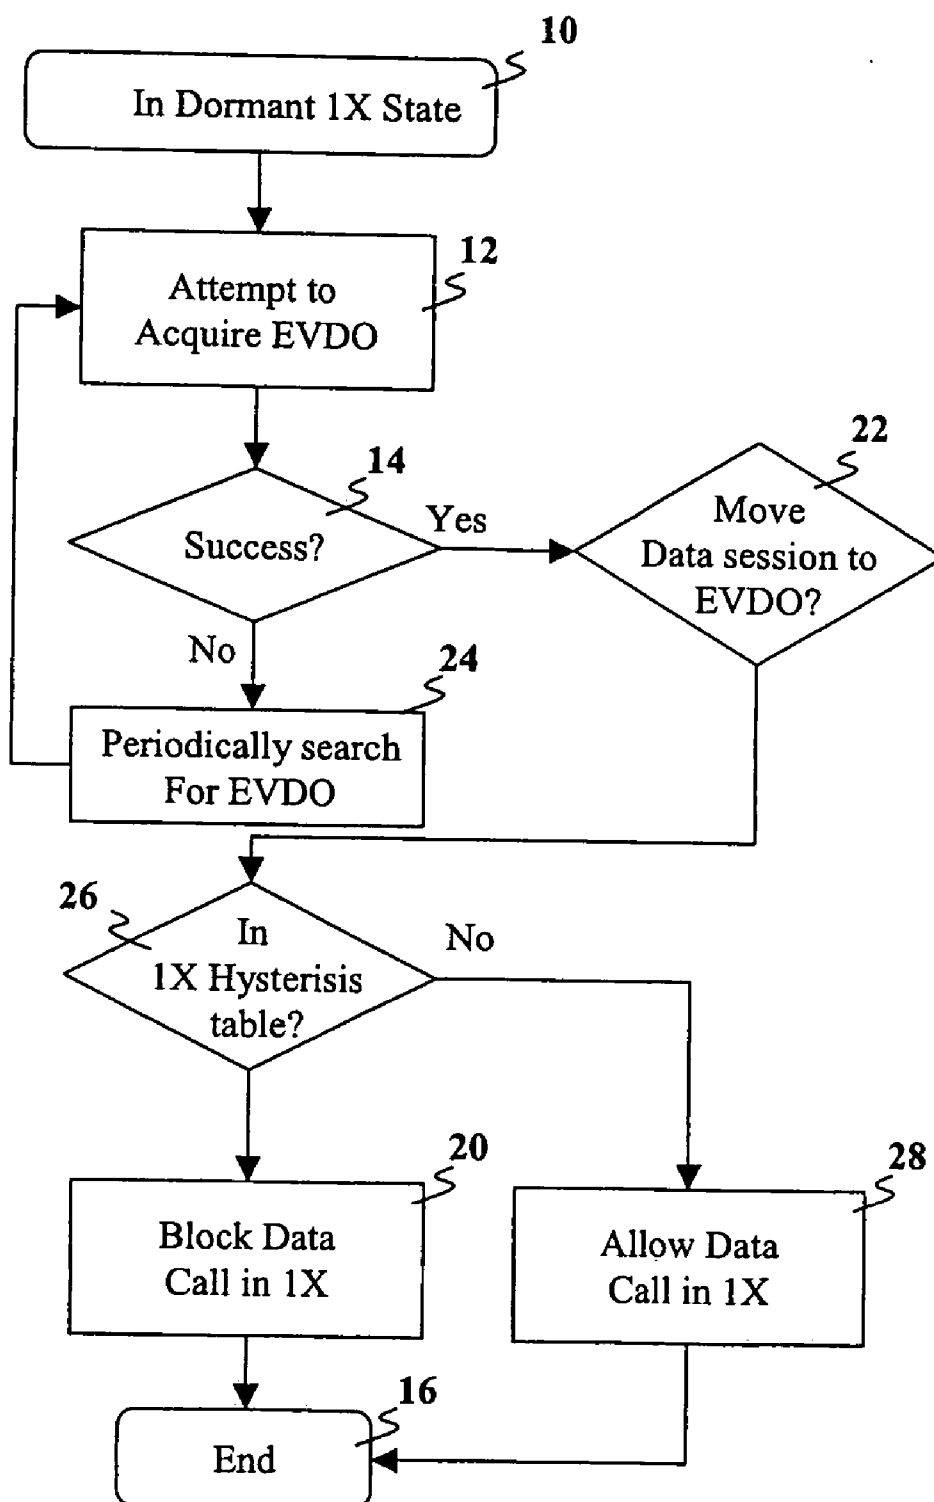 10
In Dormant 1X State
12
Attempt to
Acquire EVDO
14
Success?
Yes
22
Move
Data session to
EVDO?
No
24
Periodically search
For EVDO
26
In
1X Hysterisis
table?
No
20
Block Data
Call in 1X
28
Allow Data
Call in 1X
16
End